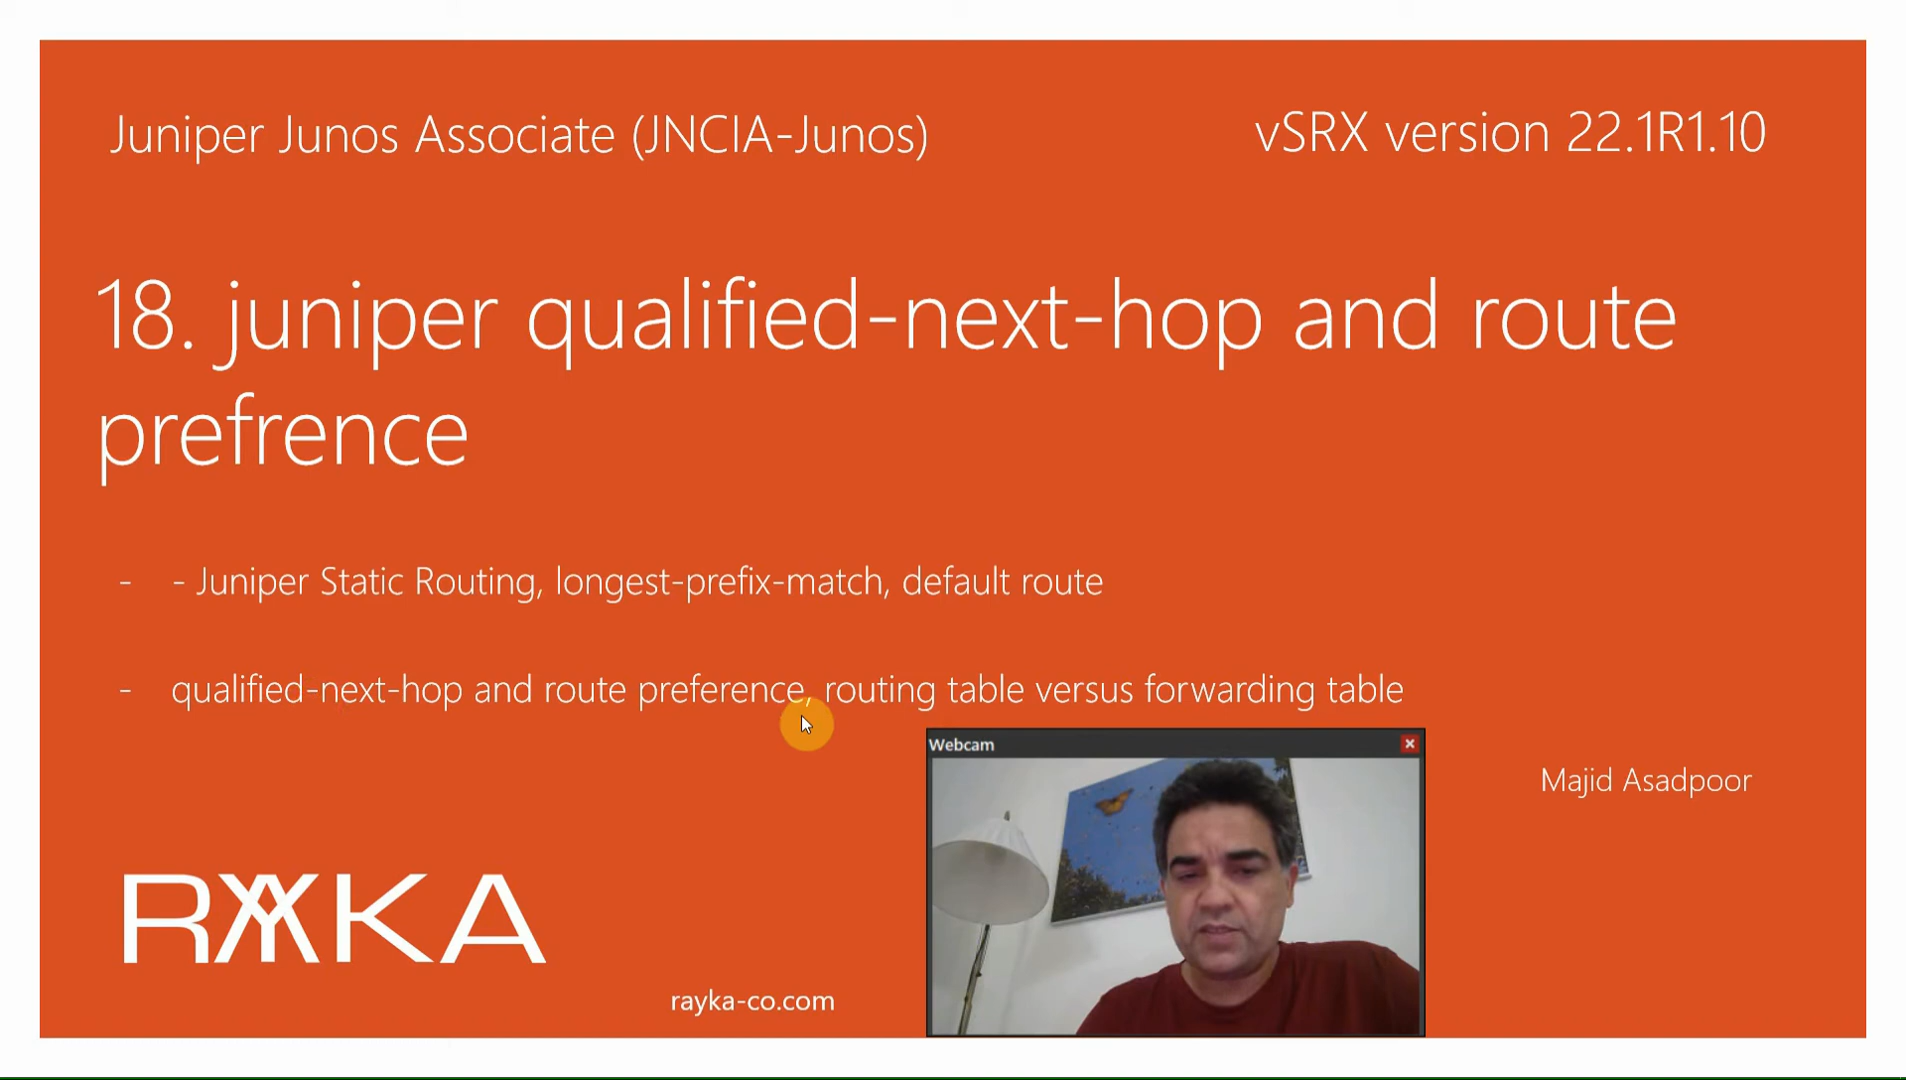 Juniper Junos Associate (JNCIA-Junos)
vSRX version 22.1R1.10
18. juniper qualified-next-hop and route
prefrence
- - Juniper Static Routing, longest-prefix-match, default route
- qualified-next-hop and route preference, routing table versus forwarding table
Webcam
Majid Asadpoor
RAYKA
rayka-co.com